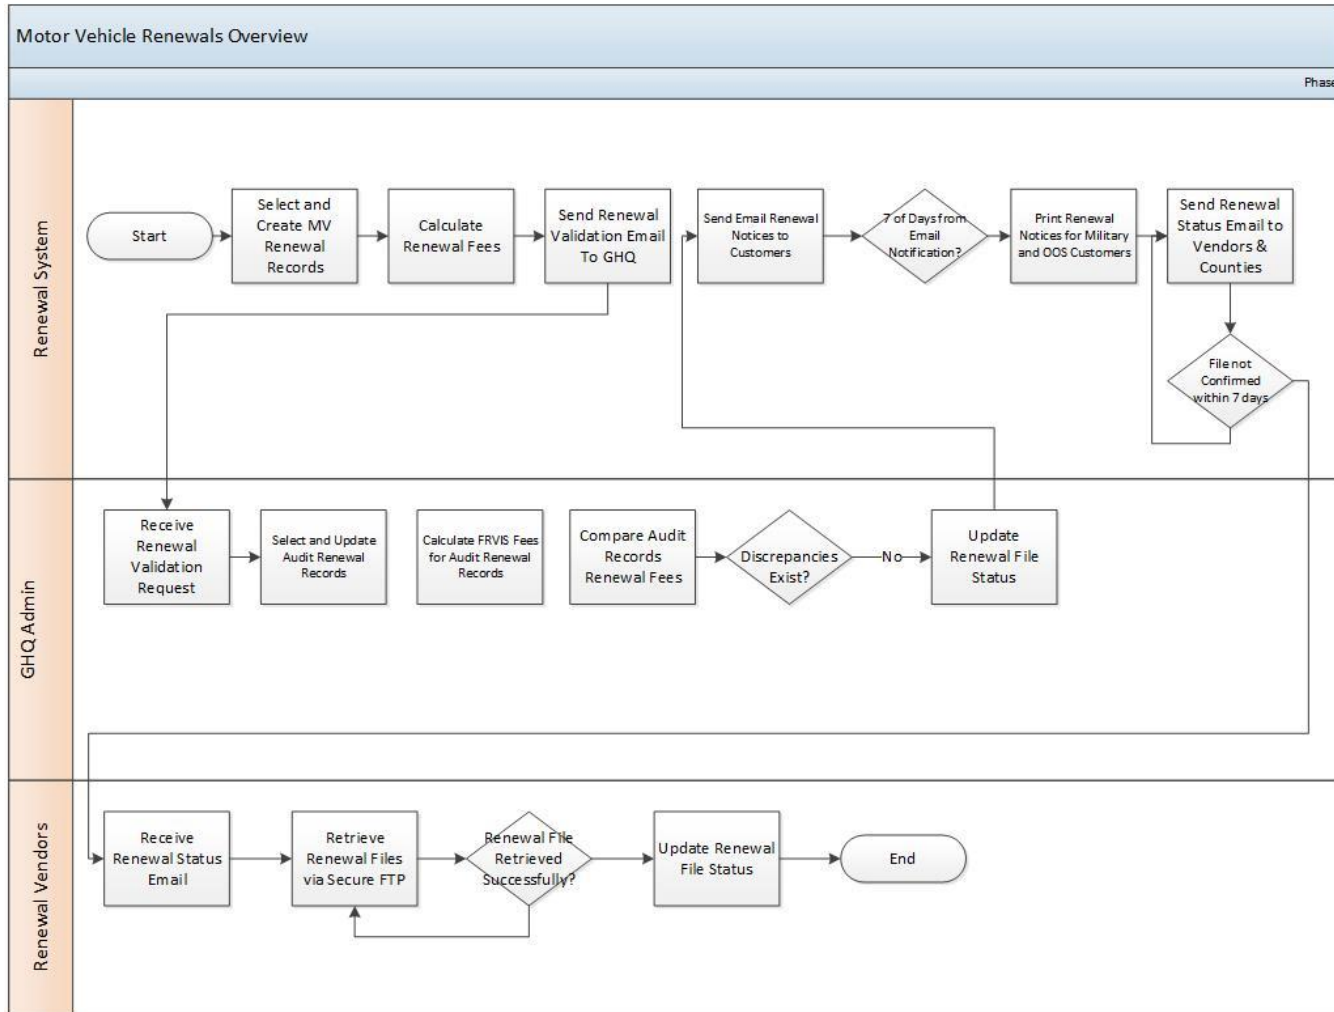 Motor Vehicle Renewals Overview
Phase
Renewal System
Start
Select and
Create MV
Renewal
Records
Calculate
Renewal Fees
Send Renewal
Validation Email
To GHQ
Send Email Renewal
Notices to
Customers
7 of Days from
Email
Notification?
Print Renewal
Notices for Military
and OOS Customers
Send Renewal
Status Email to
Vendors &
Counties
File not
Confirmed
within 7 days
GHQ Admin
Receive
Renewal
Validation
Request
Select and Update
Audit Renewal
Records
Calculate FRVIS Fees
for Audit Renewal
Records
Compare Audit
Records
Renewal Fees
Discrepancies
Exist?
No
Update
Renewal File
Status
Renewal Vendors
Receive
Renewal Status
Email
Retrieve
Renewal Files
via Secure FTP
Renewal File
Retrieved
Successfully?
Update Renewal
File Status
End